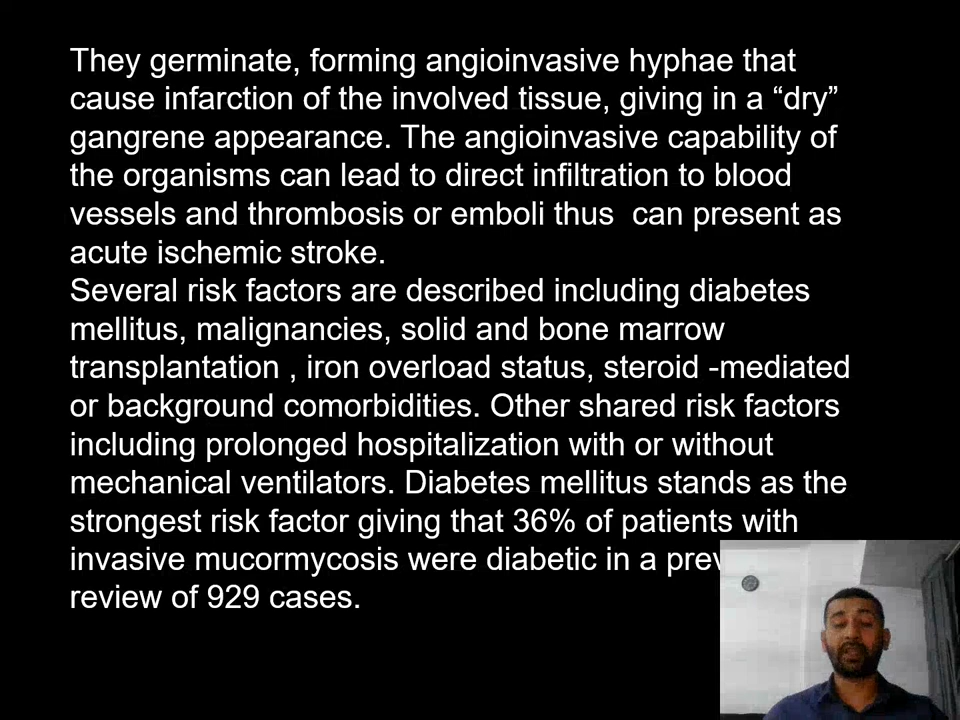 They germinate, forming angioinvasive hyphae that
cause infarction of the involved tissue, giving in a “dry”
gangrene appearance. The angioinvasive capability of
the organisms can lead to direct infiltration to blood
vessels and thrombosis or emboli thus  can present as
acute ischemic stroke.
Several risk factors are described including diabetes
mellitus, malignancies, solid and bone marrow
transplantation , iron overload status, steroid -mediated
or background comorbidities. Other shared risk factors
including prolonged hospitalization with or without
mechanical ventilators. Diabetes mellitus stands as the
strongest risk factor giving that 36% of patients with
invasive mucormycosis were diabetic in a
review of 929 cases.